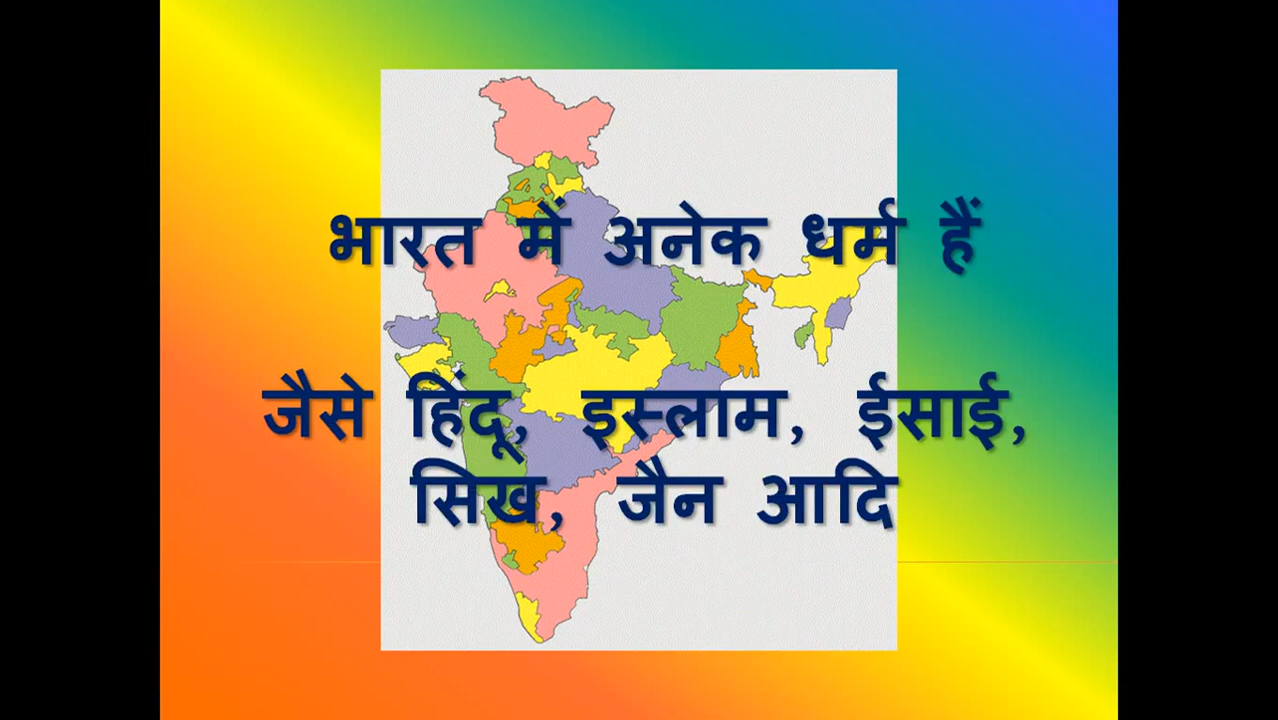 भारत में अनेक धर्म हैं
जैसे हिंदू, इस्लाम, ईसाई,
सिख, जैन आदि